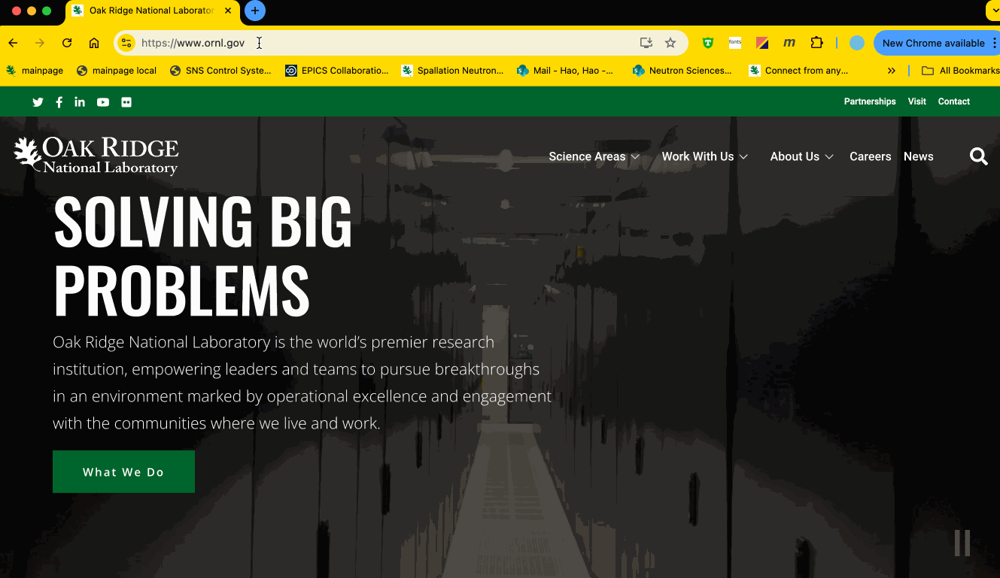 Oak Ridge National Laborator
https://www.ornl.gov
fonts
m
New Chrome available
mainpage
mainpage local
SNS Control Syste...
EPICS Collaboratio...
Spallation Neutron...
Mail - Hao, Hao -...
Neutron Sciences...
Connect from any...
All Bookmarks
Partnerships Visit Contact
OAK RIDGE
National Laboratory
Science Areas Work With Us About Us Careers News
SOLVING BIG
PROBLEMS
Oak Ridge National Laboratory is the world’s premier research
institution, empowering leaders and teams to pursue breakthroughs
in an environment marked by operational excellence and engagement
with the communities where we live and work.
What We Do